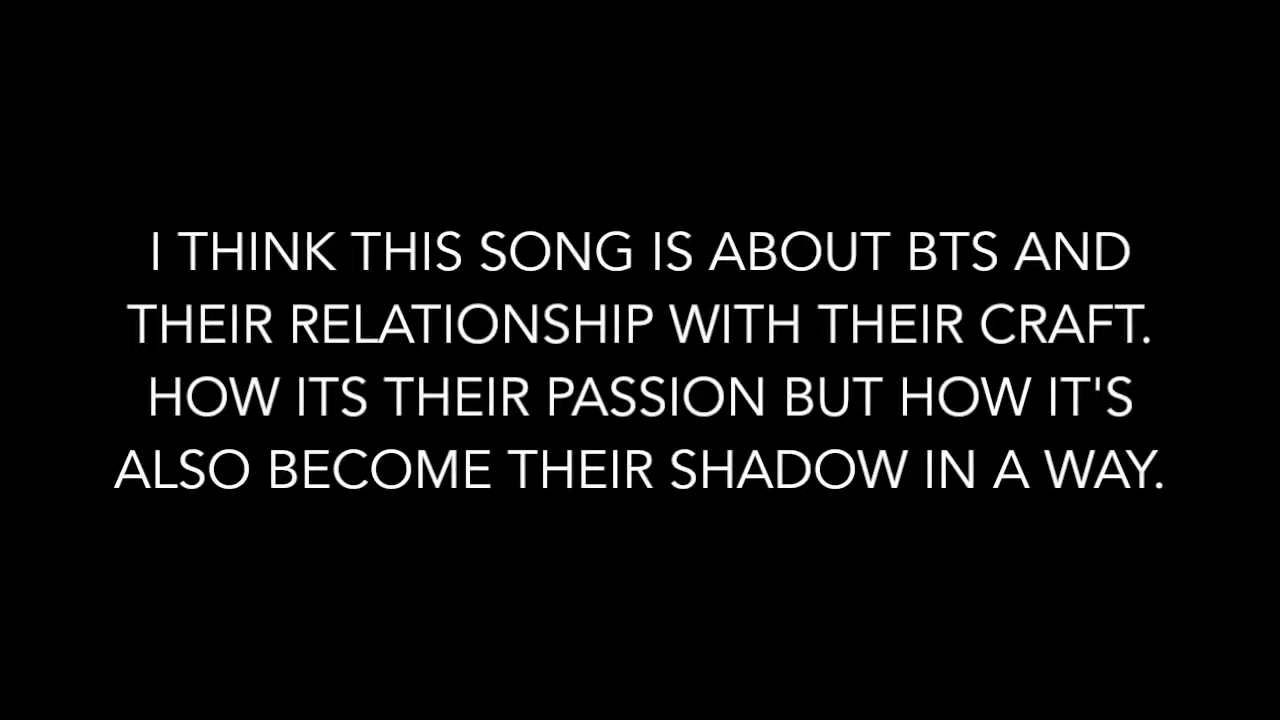 I THINK THIS SONG IS ABOUT BTS AND
THEIR RELATIONSHIP WITH THEIR CRAFT.
HOW ITS THEIR PASSION BUT HOW IT'S
ALSO BECOME THEIR SHADOW IN A WAY.